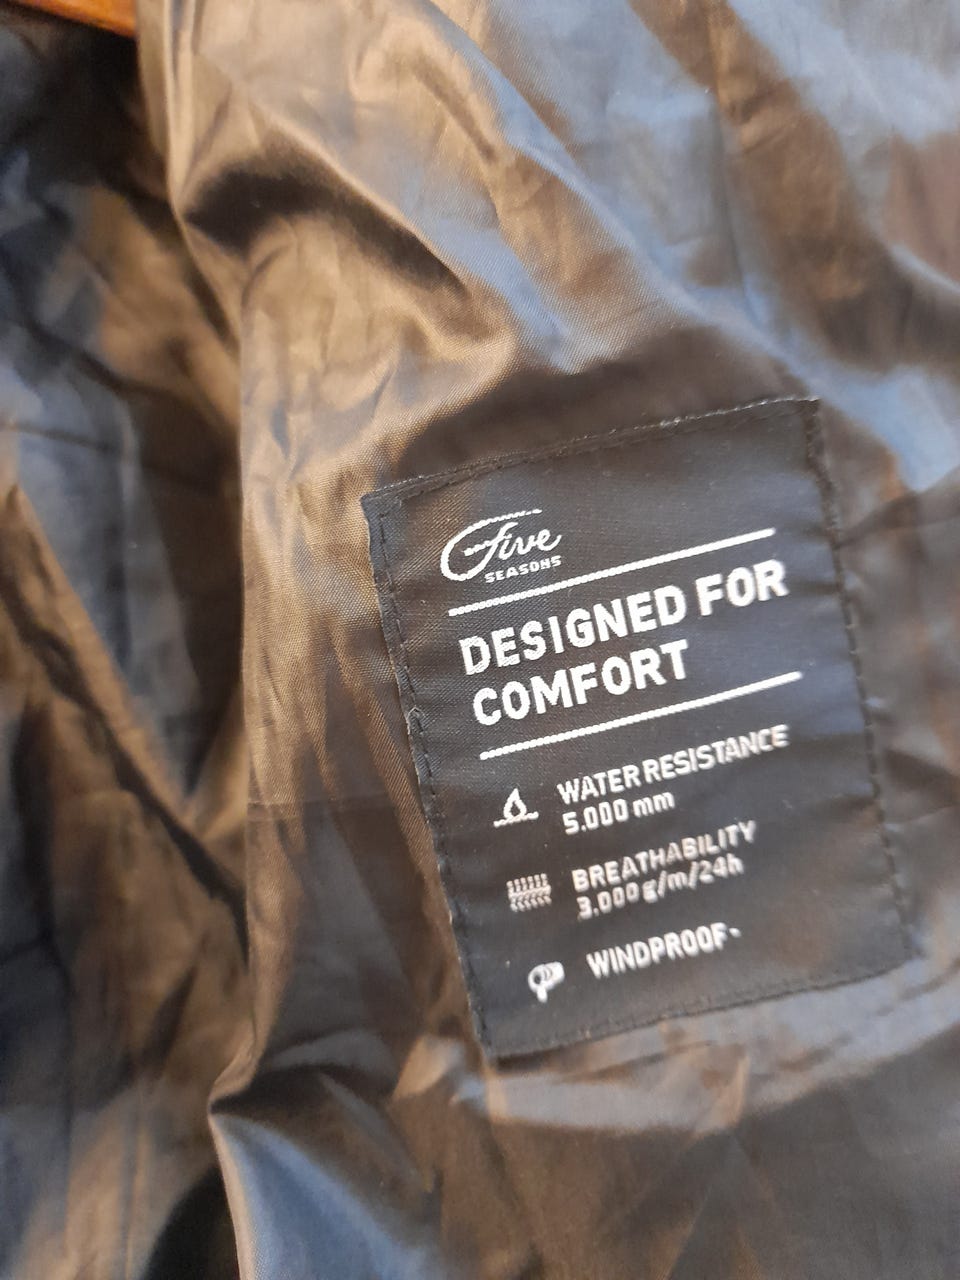 Five
SEASONS
DESIGNED FOR
COMFORT
WATER RESISTANCE
5.000 mm
BREATHABILITY
3.000 g/m/24h
WINDPROOF-